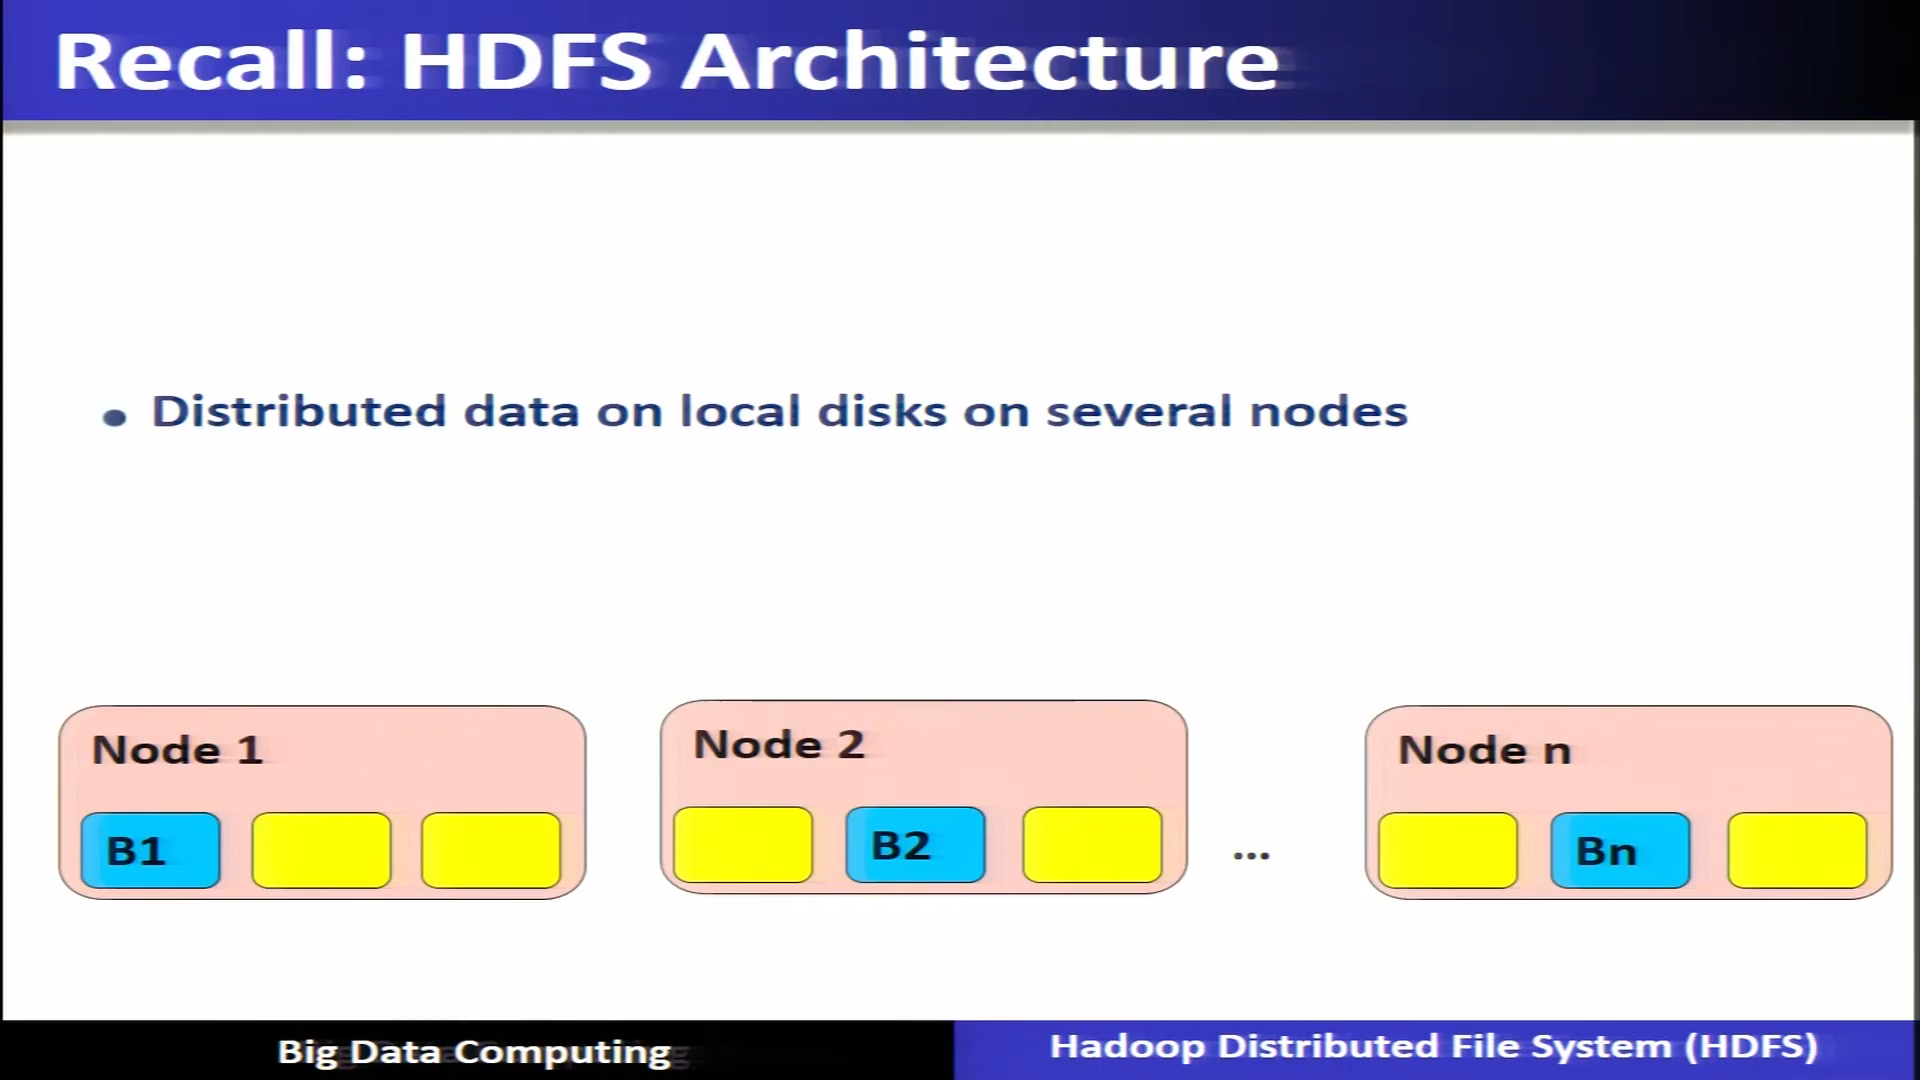 Recall: HDFS Architecture
• Distributed data on local disks on several nodes
Node 1
B1
Node 2
B2
...
Node n
Bn
Big Data Computing
Hadoop Distributed File System (HDFS)